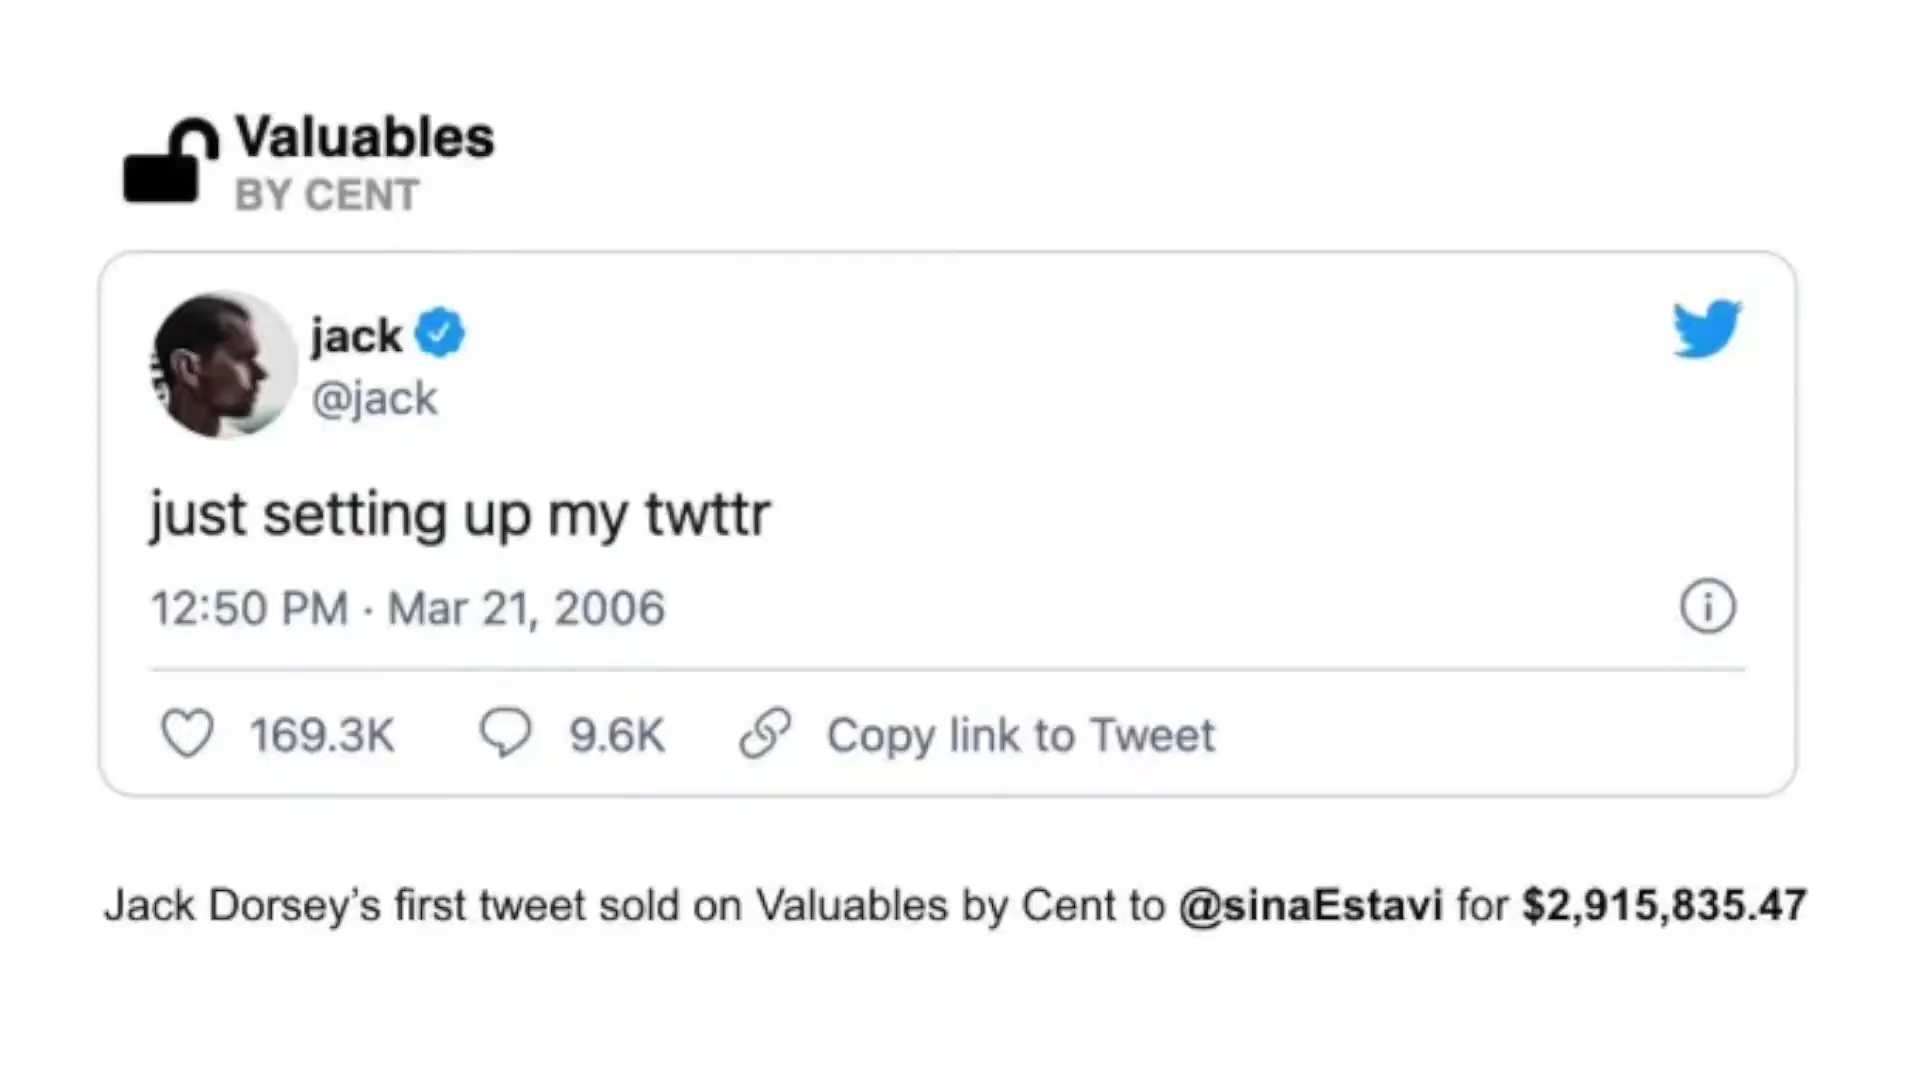 Valuables
BY CENT
jack
@jack
just setting up my twttr
12:50 PM · Mar 21, 2006
169.3K 9.6K Copy link to Tweet
Jack Dorsey’s first tweet sold on Valuables by Cent to @sinaEstavi for $2,915,835.47